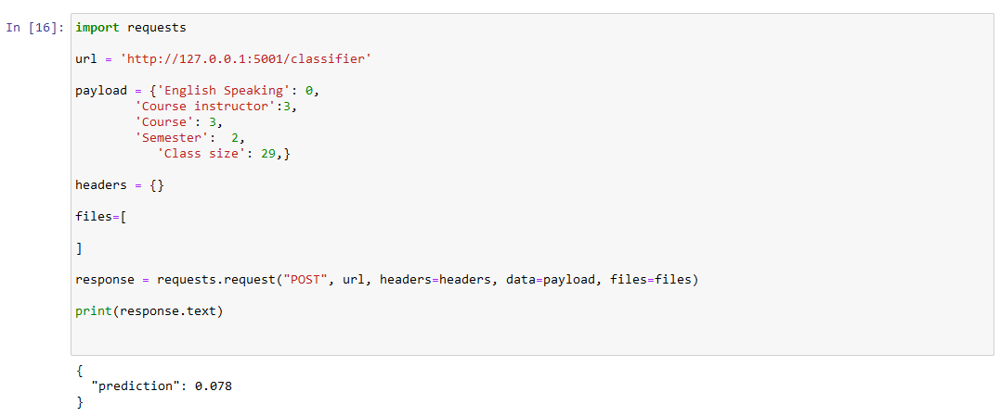 In [16]: import requests
url = 'http://127.0.0.1:5001/classifier'
payload = {'English Speaking': 0,
'Course instructor':3,
'Course': 3,
'Semester':  2,
'Class size': 29,}
headers = {}
files=[
]
response = requests.request("POST", url, headers=headers, data=payload, files=files)
print(response.text)
{
"prediction": 0.078
}